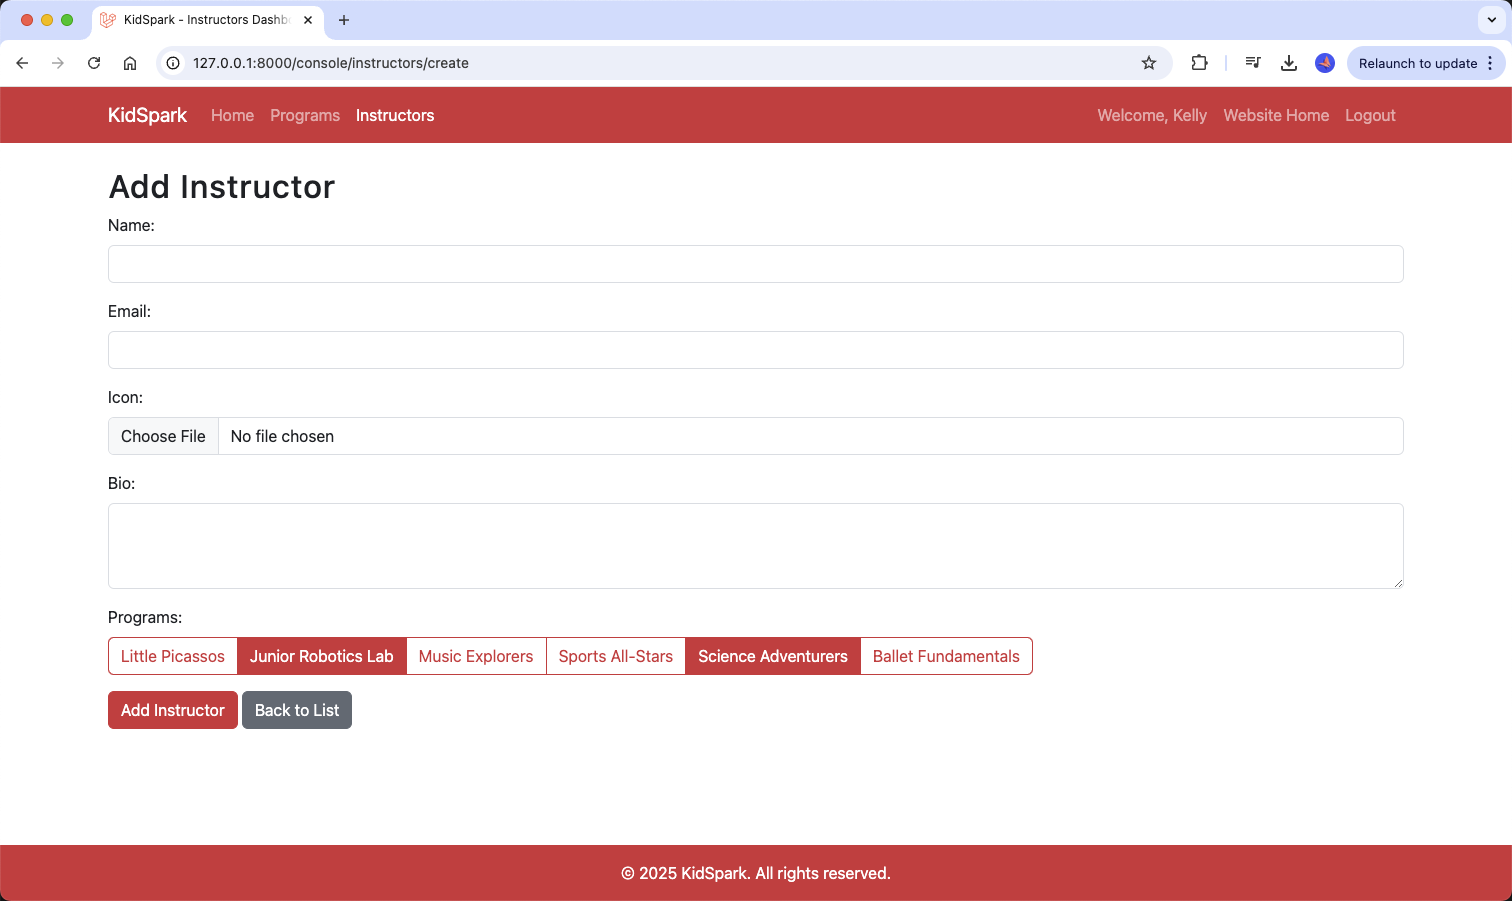 KidSpark - Instructors Dashb
127.0.0.1:8000/console/instructors/create
Relaunch to update
KidSpark Home Programs Instructors Welcome, Kelly Website Home Logout
Add Instructor
Name:
Email:
Icon:
Choose File No file chosen
Bio:
Programs:
Little Picassos Junior Robotics Lab Music Explorers Sports All-Stars Science Adventurers Ballet Fundamentals
Add Instructor Back to List
© 2025 KidSpark. All rights reserved.